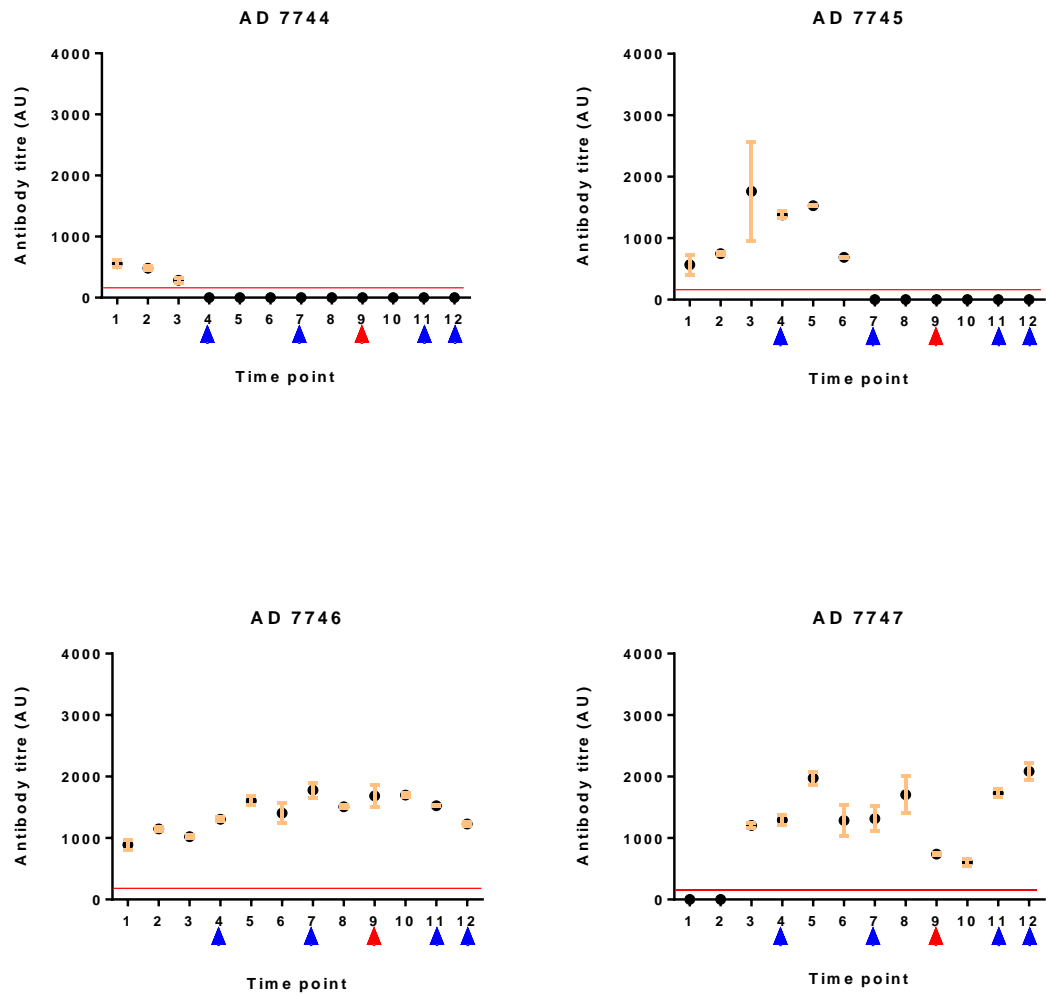 AD 7744
Antibody titre (AU)
4000
3000
2000
1000
0
1 2 3 4 5 6 7 8 9 10 11 12
Time point
AD 7745
Antibody titre (AU)
4000
3000
2000
1000
0
1 2 3 4 5 6 7 8 9 10 11 12
Time point
AD 7746
Antibody titre (AU)
4000
3000
2000
1000
0
1 2 3 4 5 6 7 8 9 10 11 12
Time point
AD 7747
Antibody titre (AU)
4000
3000
2000
1000
0
1 2 3 4 5 6 7 8 9 10 11 12
Time point